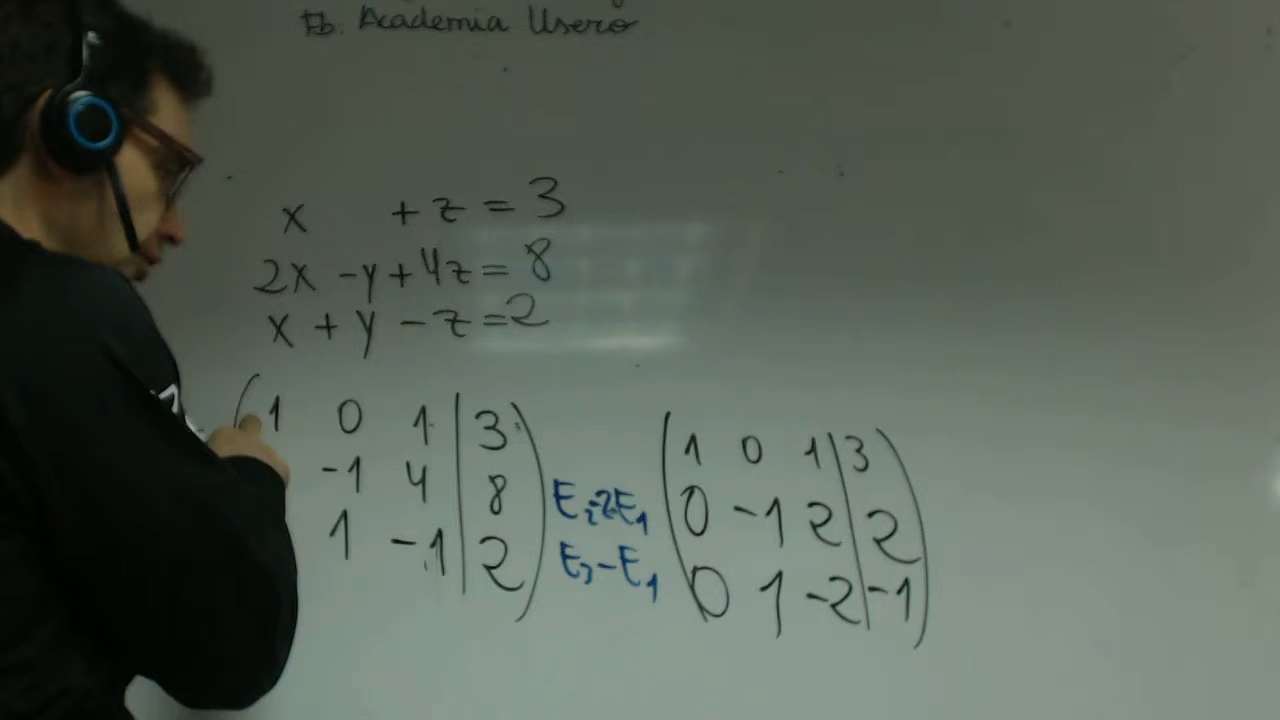 Fb. Academia Usero
x + z = 3
2x - y + 4z = 8
x + y - z = 2
( 1 0 1 | 3 )
-1 4 | 8
1 -1 | 2
E₂-2E₁
E₃-E₁
( 1 0 1 | 3 )
0 -1 2 | 2
0 1 -2 | -1